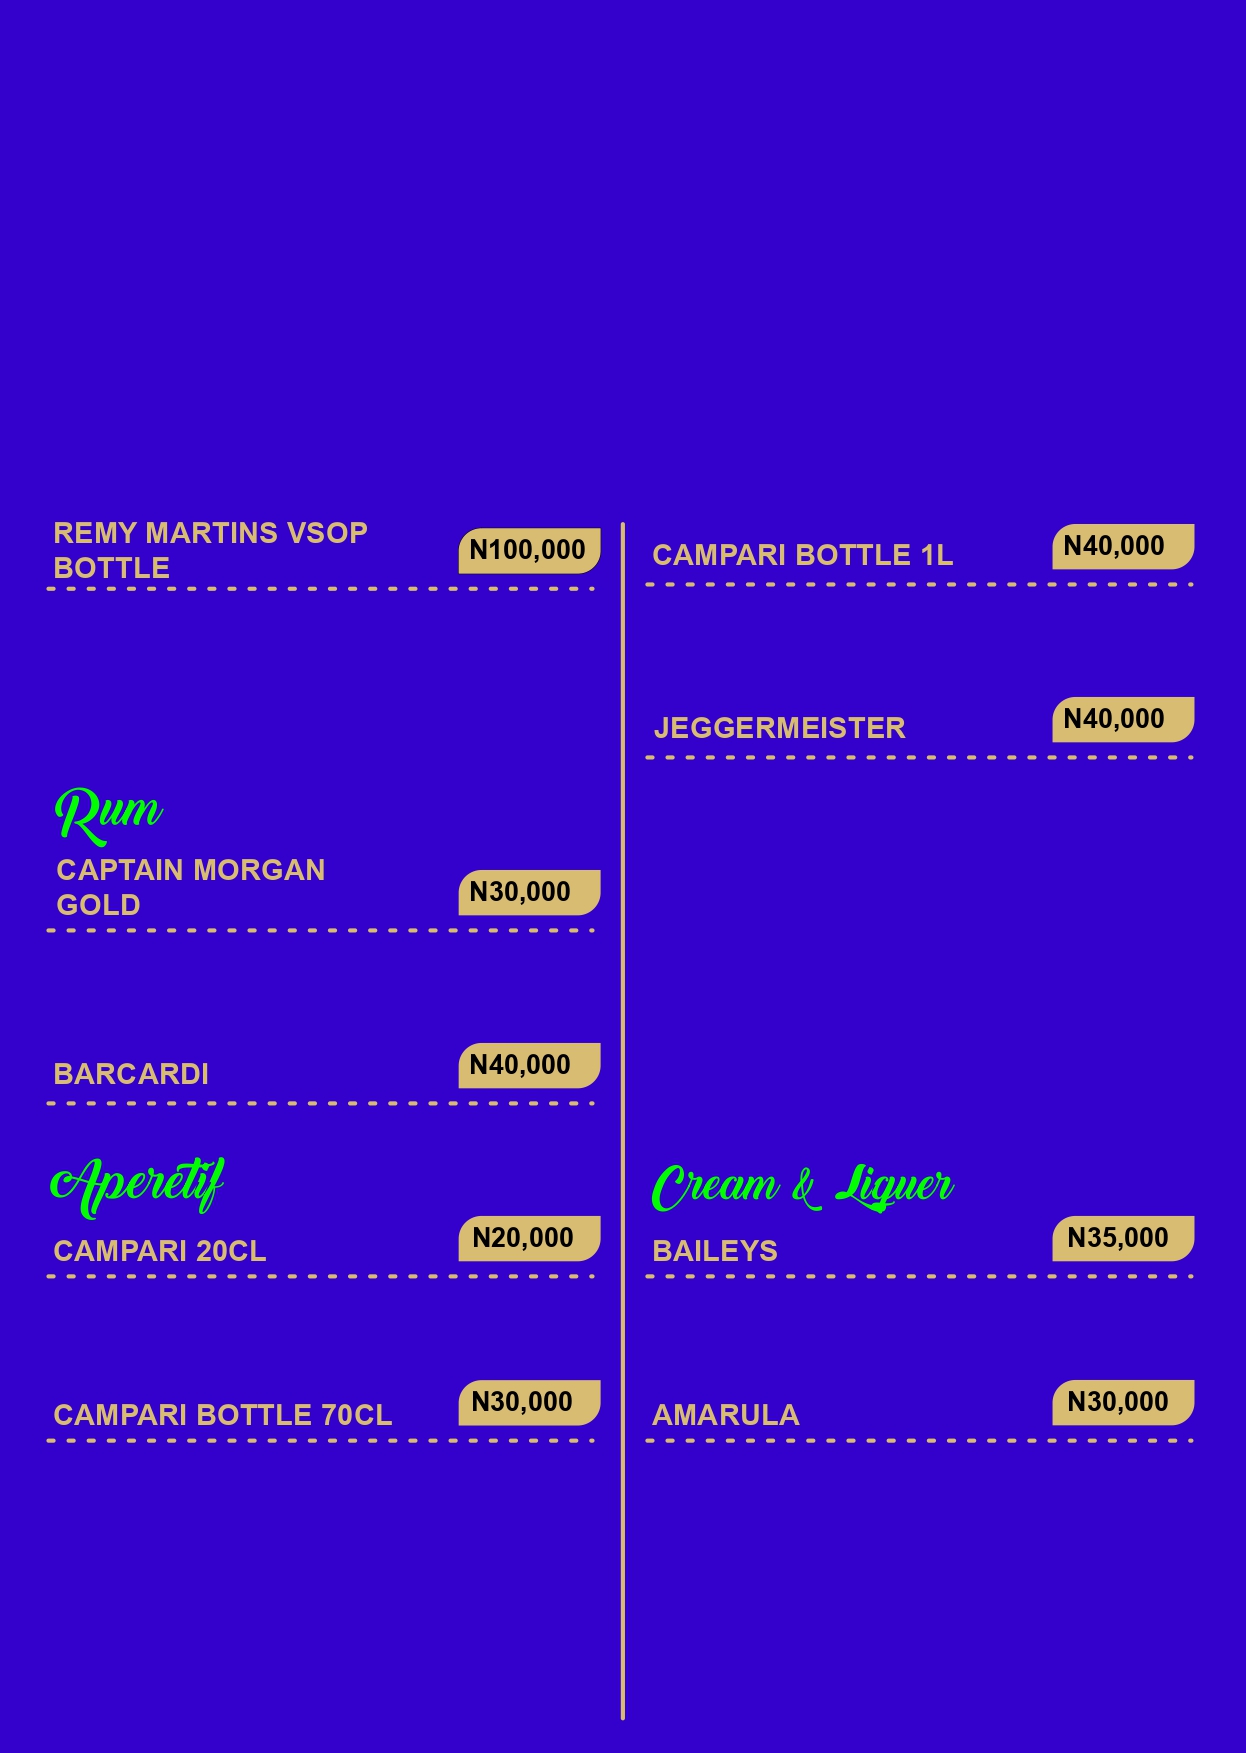 REMY MARTINS VSOP
BOTTLE
N100,000
Rum
CAPTAIN MORGAN
GOLD
N30,000
BARCARDI
N40,000
Aperetif
CAMPARI 20CL
N20,000
CAMPARI BOTTLE 70CL
N30,000
CAMPARI BOTTLE 1L
N40,000
JEGGERMEISTER
N40,000
Cream & Liquer
BAILEYS
N35,000
AMARULA
N30,000